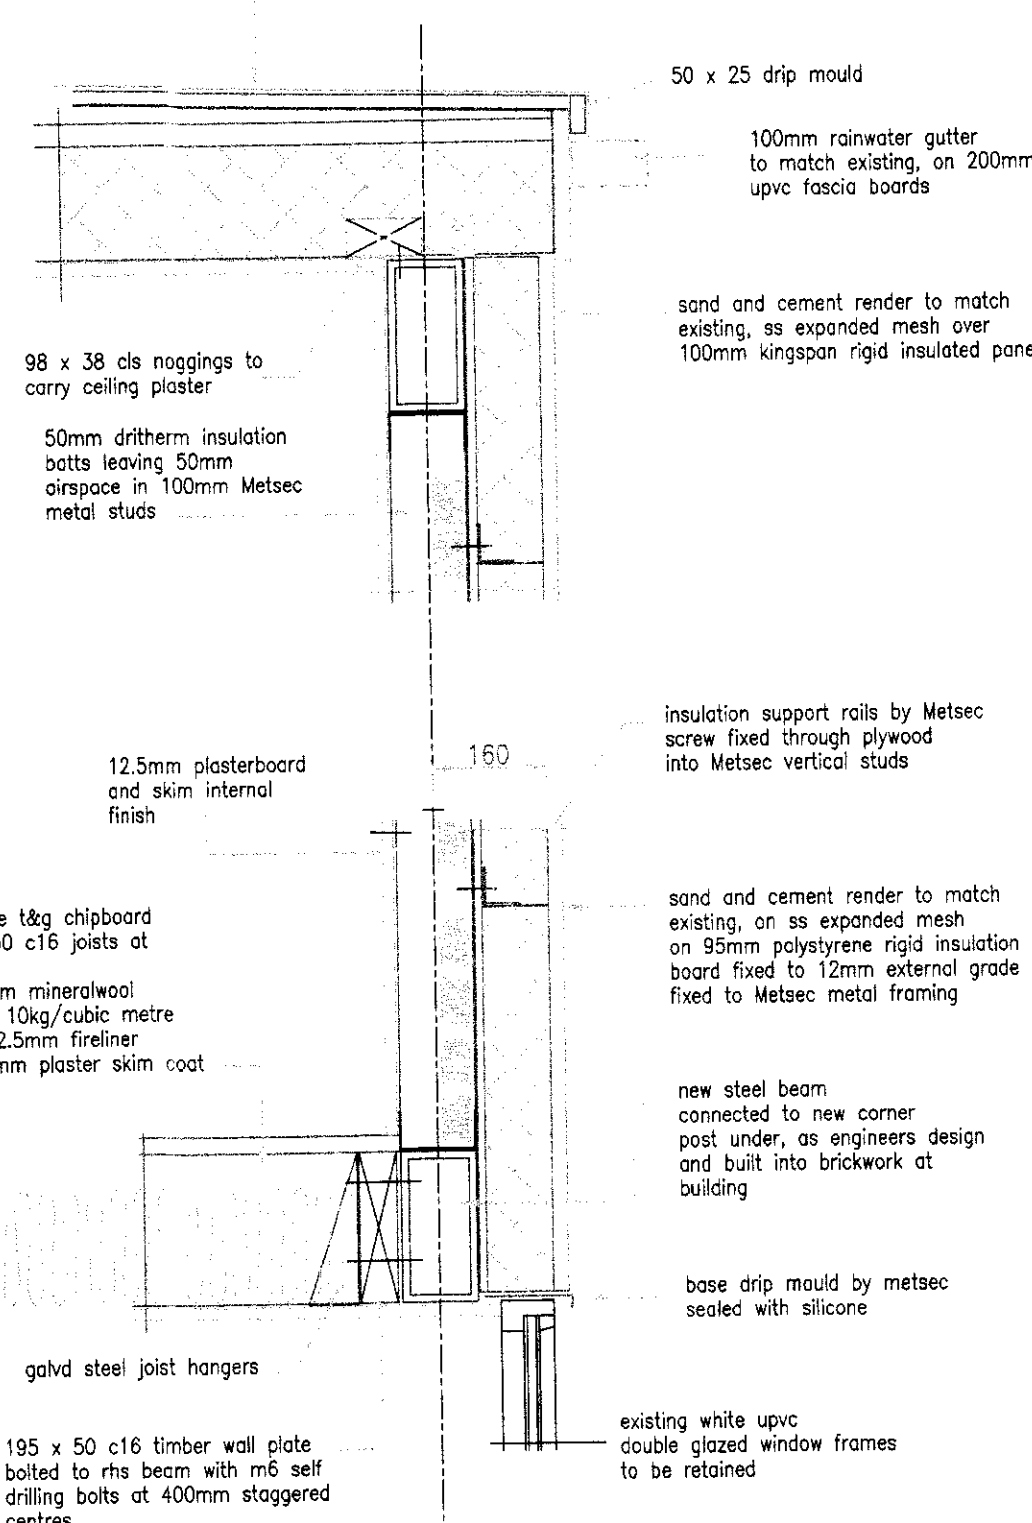 50 x 25 drip mould
100mm rainwater gutter
to match existing, on 200mm
upvc fascia boards
sand and cement render to match
existing, ss expanded mesh over
100mm kingspan rigid insulated pane
98 x 38 cls noggings to
carry ceiling plaster
50mm dritherm insulation
batts leaving 50mm
airspace in 100mm Metsec
metal studs
insulation support rails by Metsec
screw fixed through plywood
into Metsec vertical studs
160
12.5mm plasterboard
and skim internal
finish
sand and cement render to match
existing, on ss expanded mesh
on 95mm polystyrene rigid insulation
board fixed to 12mm external grade
fixed to Metsec metal framing
e t&g chipboard
0 c16 joists at
m mineralwool
10kg/cubic metre
2.5mm fireliner
nm plaster skim coat
new steel beam
connected to new corner
post under, as engineers design
and built into brickwork at
building
base drip mould by metsec
sealed with silicone
galvd steel joist hangers
existing white upvc
double glazed window frames
to be retained
195 x 50 c16 timber wall plate
bolted to rhs beam with m6 self
drilling bolts at 400mm staggered
centres